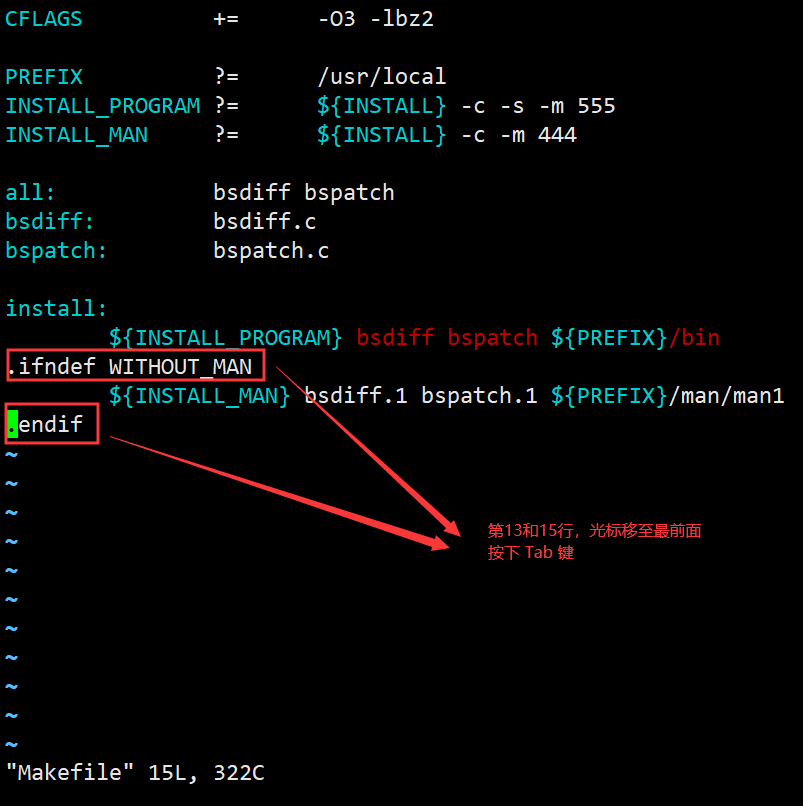 CFLAGS += -O3 -lbz2
PREFIX ?= /usr/local
INSTALL_PROGRAM ?= ${INSTALL} -c -s -m 555
INSTALL_MAN ?= ${INSTALL} -c -m 444
all: bsdiff bspatch
bsdiff: bsdiff.c
bspatch: bspatch.c
install:
${INSTALL_PROGRAM} bsdiff bspatch ${PREFIX}/bin
.ifndef WITHOUT_MAN
${INSTALL_MAN} bsdiff.1 bspatch.1 ${PREFIX}/man/man1
.endif
第13和15行，光标移至最前面
按下 Tab 键
~
~
~
~
~
~
~
~
~
~
~
"Makefile" 15L, 322C